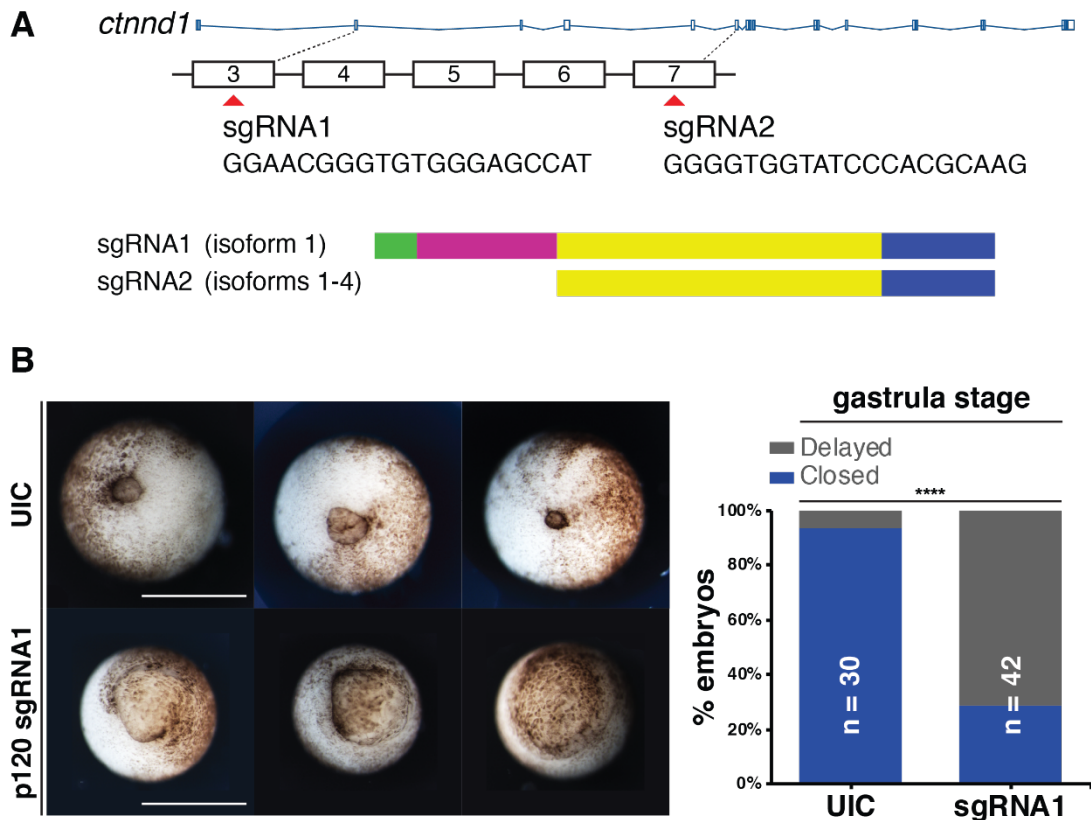 A
ctnnd1
3 4 5 6 7
sgRNA1 sgRNA2
GGAACGGGTGTGGGAGCCAT GGGGTGGTATCCCACGCAAG
sgRNA1 (isoform 1)
sgRNA2 (isoforms 1-4)
B
UIC
p120 sgRNA1
gastrula stage
Delayed
Closed
****
100%
80%
60%
40%
20%
0%
% embryos
n = 30
n = 42
UIC sgRNA1